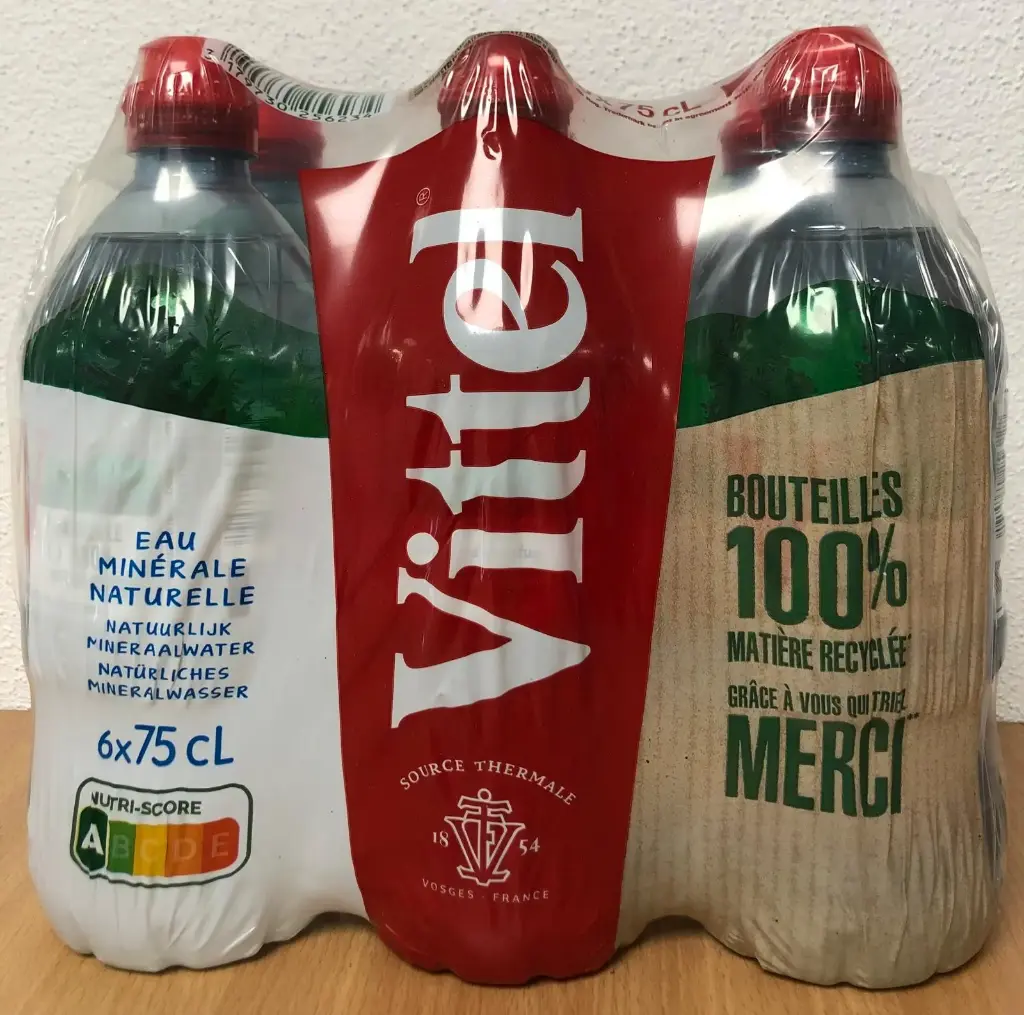 6x75 cL
Vittel®
EAU
MINÉRALE
NATURELLE
NATUURLIJK
MINERAALWATER
NATÜRLICHES
MINERALWASSER
6x75 cL
NUTRI-SCORE
A B C D E
SOURCE THERMALE
18 54
VOSGES - FRANCE
BOUTEILLES
100%
MATIÈRE RECYCLÉE*
GRÂCE À VOUS QUI TRIEZ
MERCI**